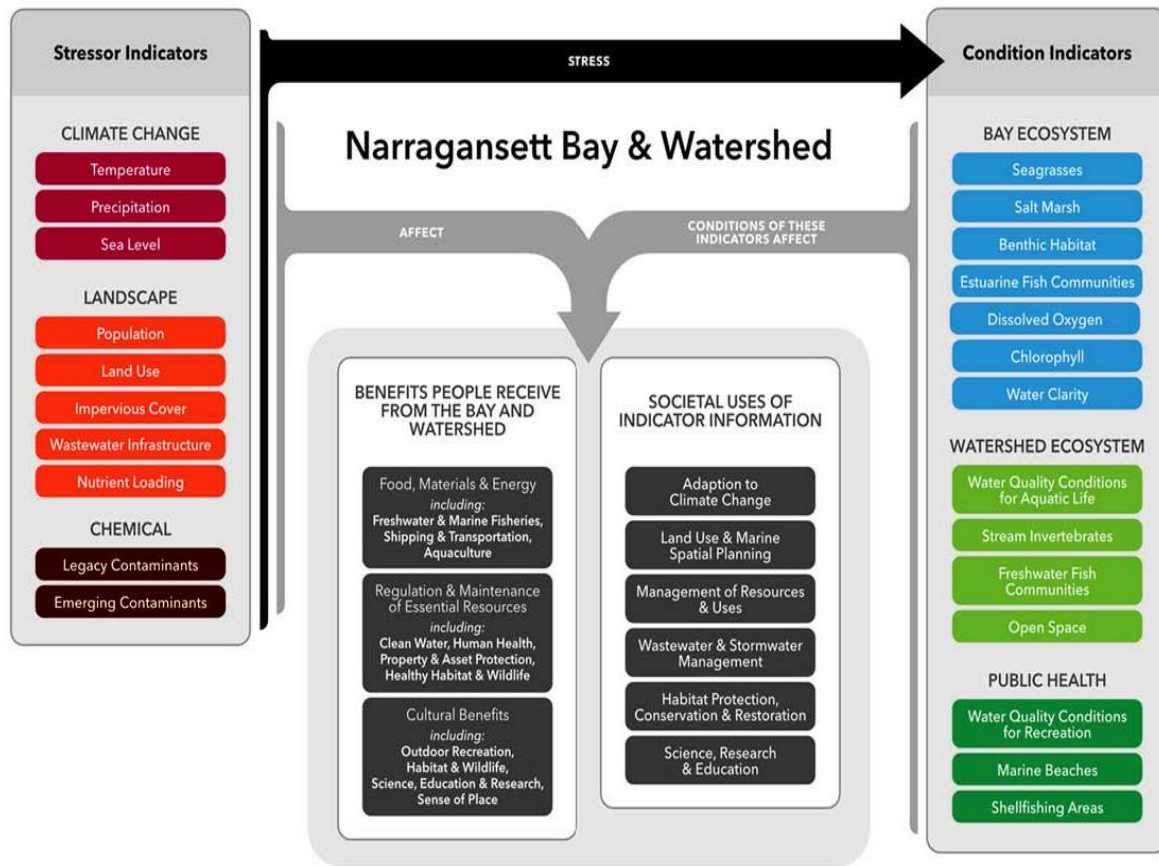 Stressor Indicators
CLIMATE CHANGE
Temperature
Precipitation
Sea Level
LANDSCAPE
Population
Land Use
Impervious Cover
Wastewater Infrastructure
Nutrient Loading
CHEMICAL
Legacy Contaminants
Emerging Contaminants
STRESS
Narragansett Bay & Watershed
AFFECT
CONDITIONS OF THESE
INDICATORS AFFECT
BENEFITS PEOPLE RECEIVE
FROM THE BAY AND
WATERSHED
Food, Materials & Energy
including:
Freshwater & Marine Fisheries,
Shipping & Transportation,
Aquaculture
Regulation & Maintenance
of Essential Resources
including:
Clean Water, Human Health,
Property & Asset Protection,
Healthy Habitat & Wildlife
Cultural Benefits
including:
Outdoor Recreation,
Habitat & Wildlife,
Science, Education & Research,
Sense of Place
SOCIETAL USES OF
INDICATOR INFORMATION
Adaption to
Climate Change
Land Use & Marine
Spatial Planning
Management of Resources
& Uses
Wastewater & Stormwater
Management
Habitat Protection,
Conservation & Restoration
Science, Research
& Education
Condition Indicators
BAY ECOSYSTEM
Seagrasses
Salt Marsh
Benthic Habitat
Estuarine Fish Communities
Dissolved Oxygen
Chlorophyll
Water Clarity
WATERSHED ECOSYSTEM
Water Quality Conditions
for Aquatic Life
Stream Invertebrates
Freshwater Fish
Communities
Open Space
PUBLIC HEALTH
Water Quality Conditions
for Recreation
Marine Beaches
Shellfishing Areas